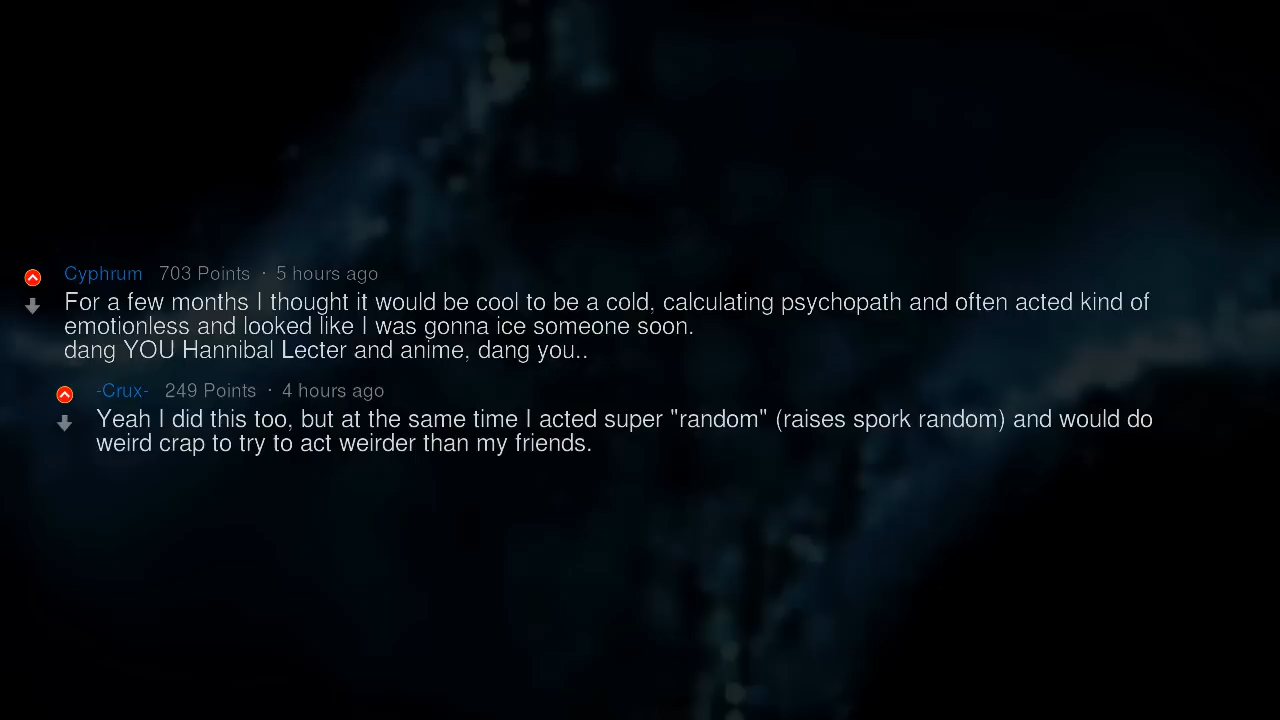 Cyphrum 703 Points · 5 hours ago
For a few months I thought it would be cool to be a cold, calculating psychopath and often acted kind of
emotionless and looked like I was gonna ice someone soon.
dang YOU Hannibal Lecter and anime, dang you..
-Crux- 249 Points · 4 hours ago
Yeah I did this too, but at the same time I acted super "random" (raises spork random) and would do
weird crap to try to act weirder than my friends.